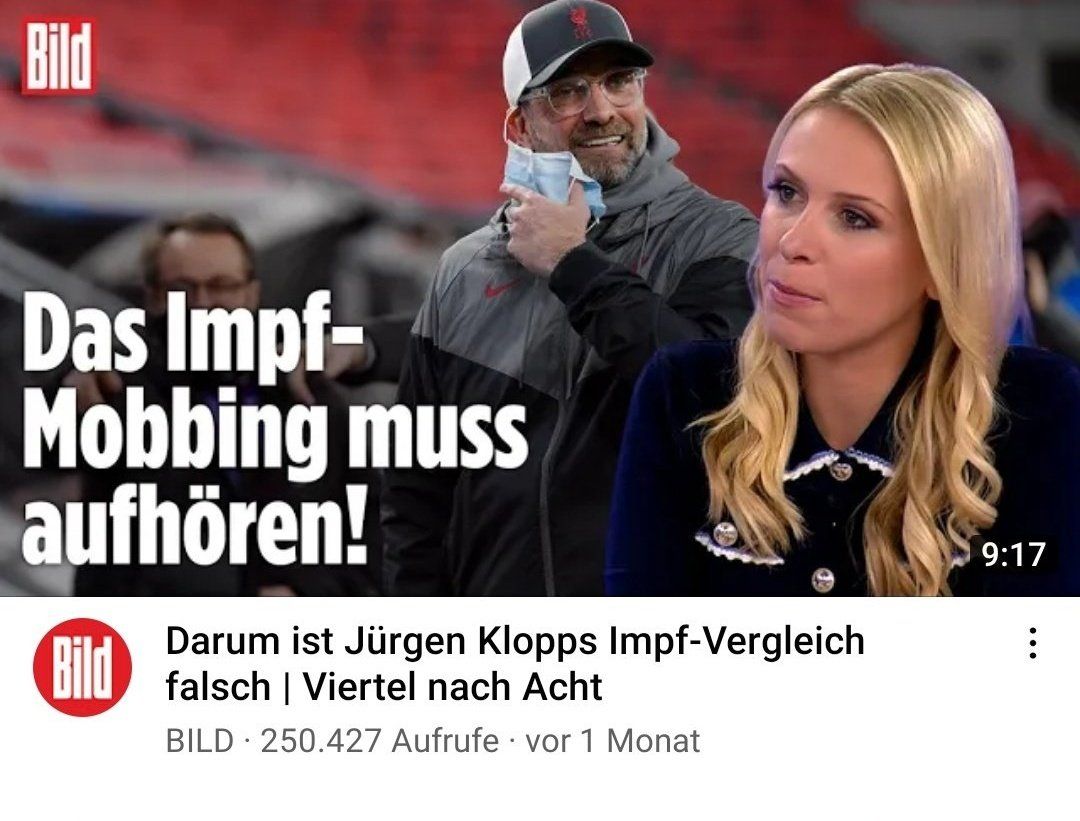 Bild
Das Impf-
Mobbing muss
aufhören!
9:17
Bild
Darum ist Jürgen Klopps Impf-Vergleich
falsch | Viertel nach Acht
BILD · 250.427 Aufrufe · vor 1 Monat